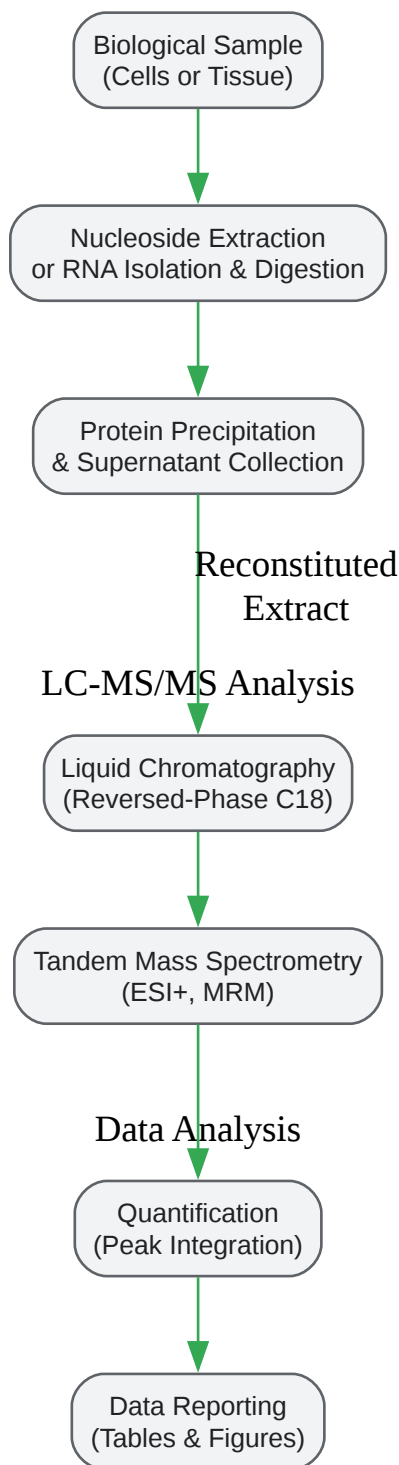 Biological Sample
(Cells or Tissue)
Nucleoside Extraction
or RNA Isolation & Digestion
Protein Precipitation
& Supernatant Collection
Reconstituted
Extract
LC-MS/MS Analysis
Liquid Chromatography
(Reversed-Phase C18)
Tandem Mass Spectrometry
(ESI+, MRM)
Data Analysis
Quantification
(Peak Integration)
Data Reporting
(Tables & Figures)